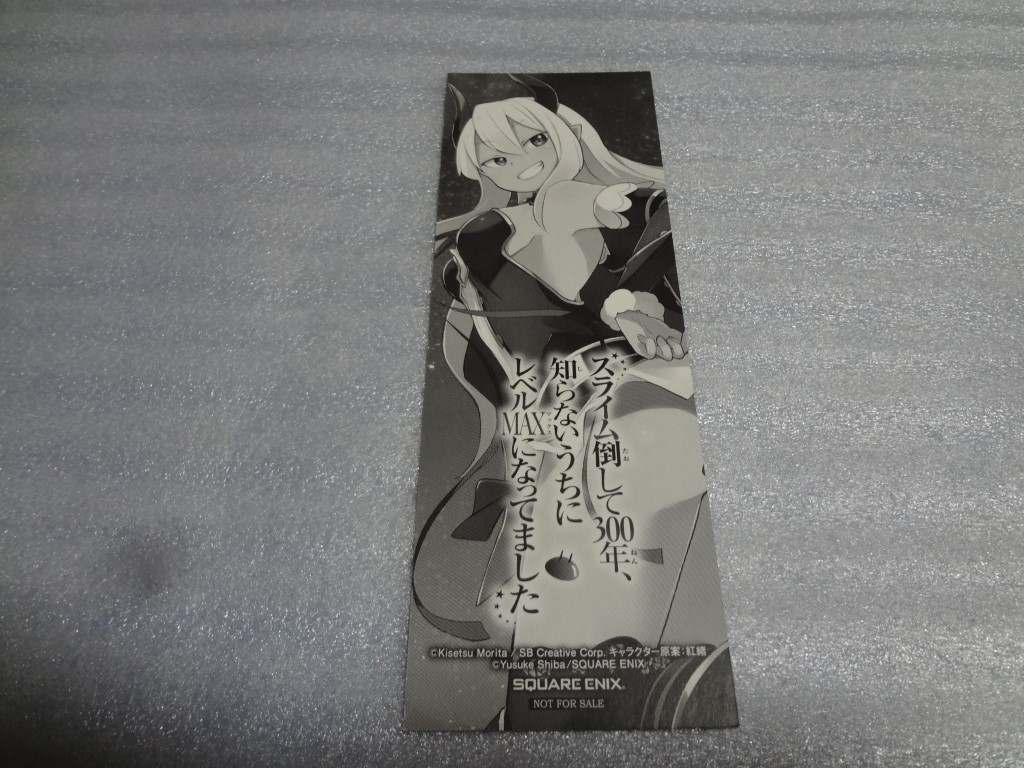 スライム倒して300年、
知らないうちに
レベルMAXになってました
©Kisetsu Morita / SB Creative Corp. キャラクター原案:紅緒
©Yusuke Shiba/SQUARE ENIX
SQUARE ENIX®
NOT FOR SALE